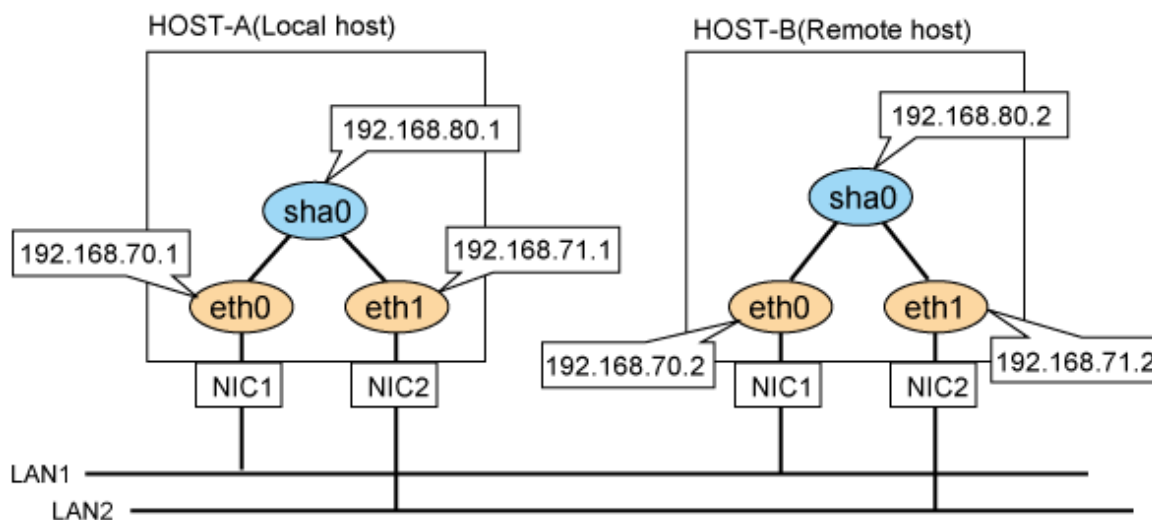 HOST-A(Local host)
HOST-B(Remote host)
192.168.80.1
192.168.80.2
sha0
sha0
192.168.70.1
192.168.71.1
eth0
eth1
eth0
eth1
192.168.70.2
192.168.71.2
NIC1
NIC2
NIC1
NIC2
LAN1
LAN2